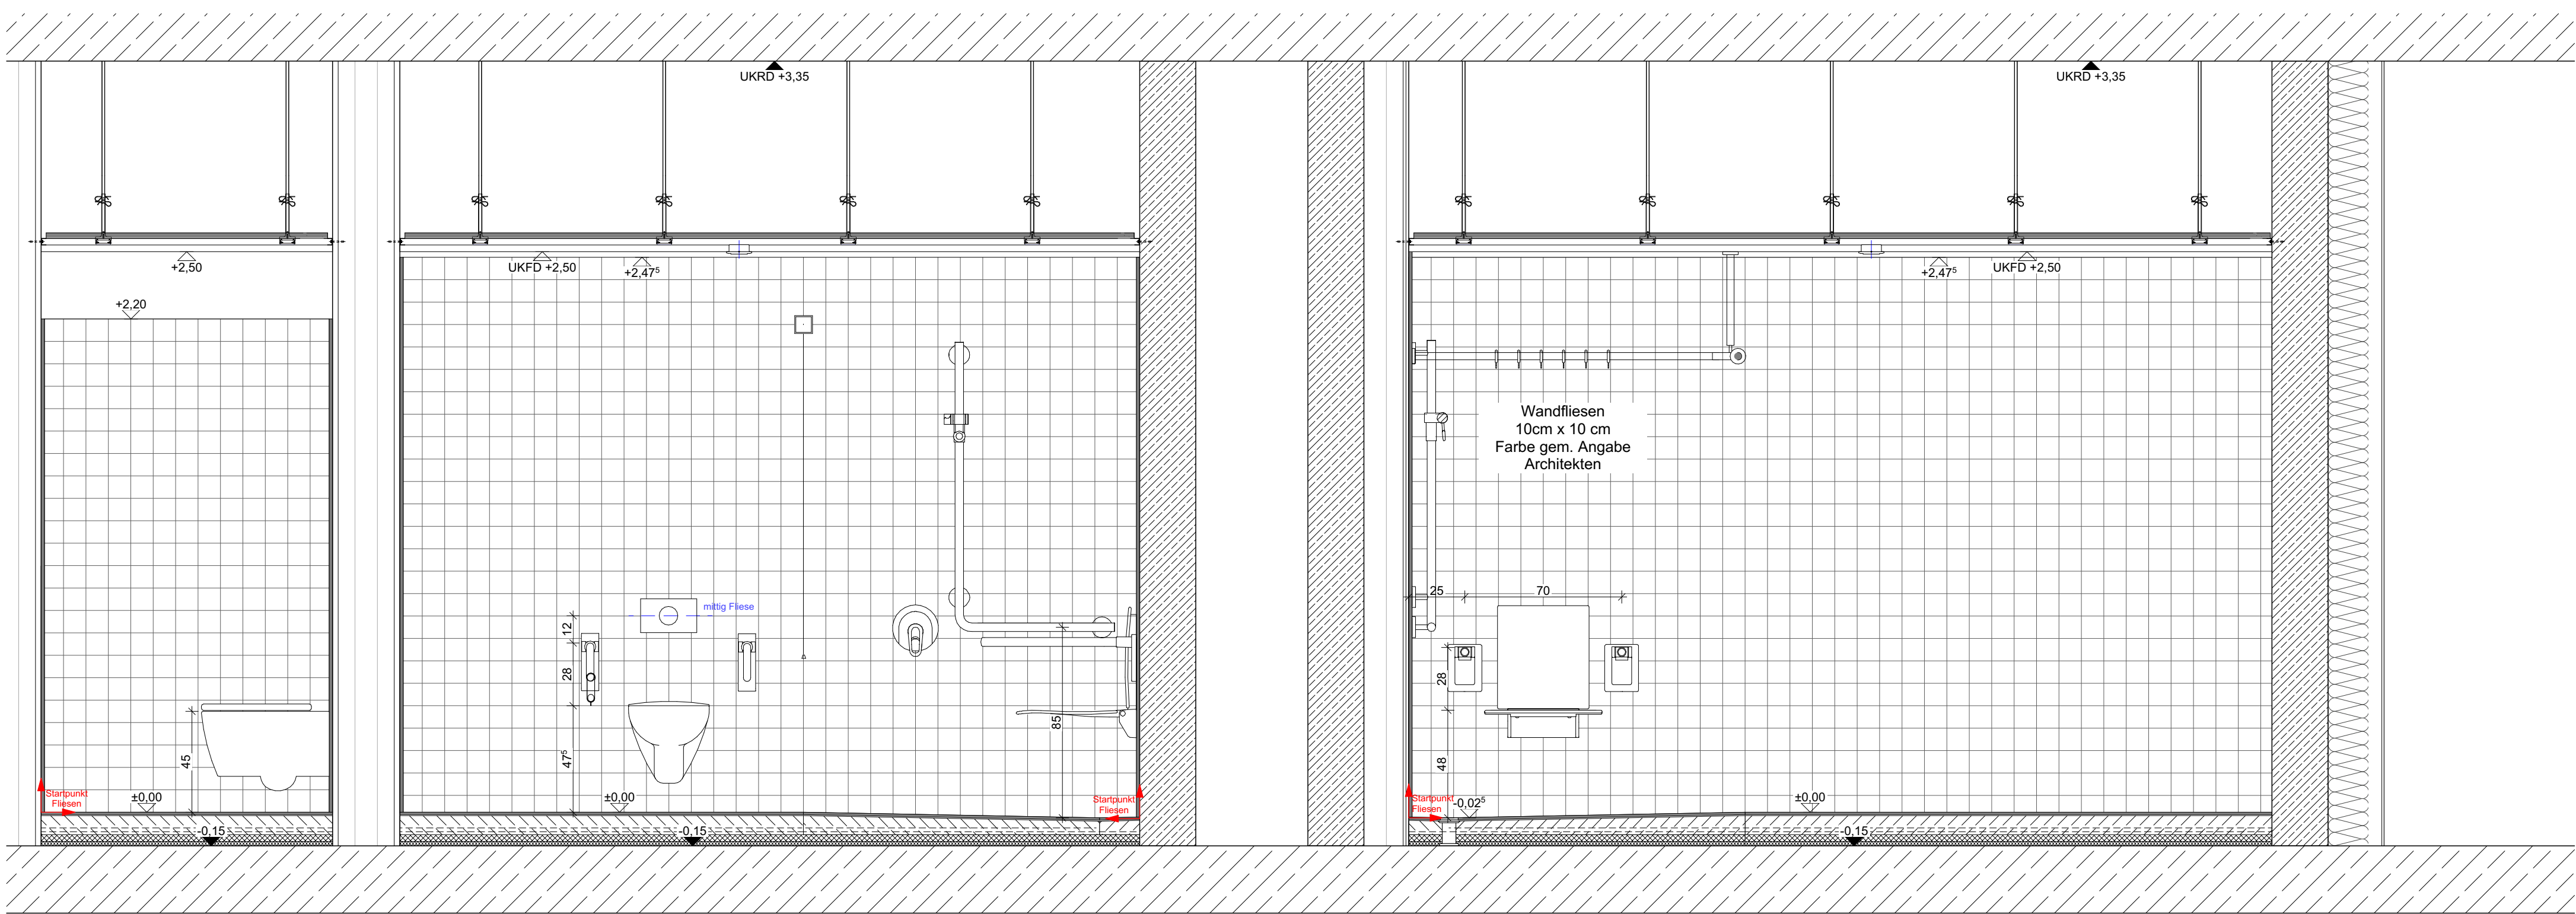 UKRD +3,35
UKRD +3,35
+2,50
UKFD +2,50
+2,47⁵
+2,47⁵
UKFD +2,50
+2,20
Wandfliesen
10cm x 10 cm
Farbe gem. Angabe
Architekten
25
70
mittig Fliese
12
28
47⁵
85
28
48
45
Startpunkt
Fliesen
±0,00
±0,00
Startpunkt
Fliesen
Startpunkt
Fliesen
-0,02⁵
±0,00
-0,15
-0,15
-0,15